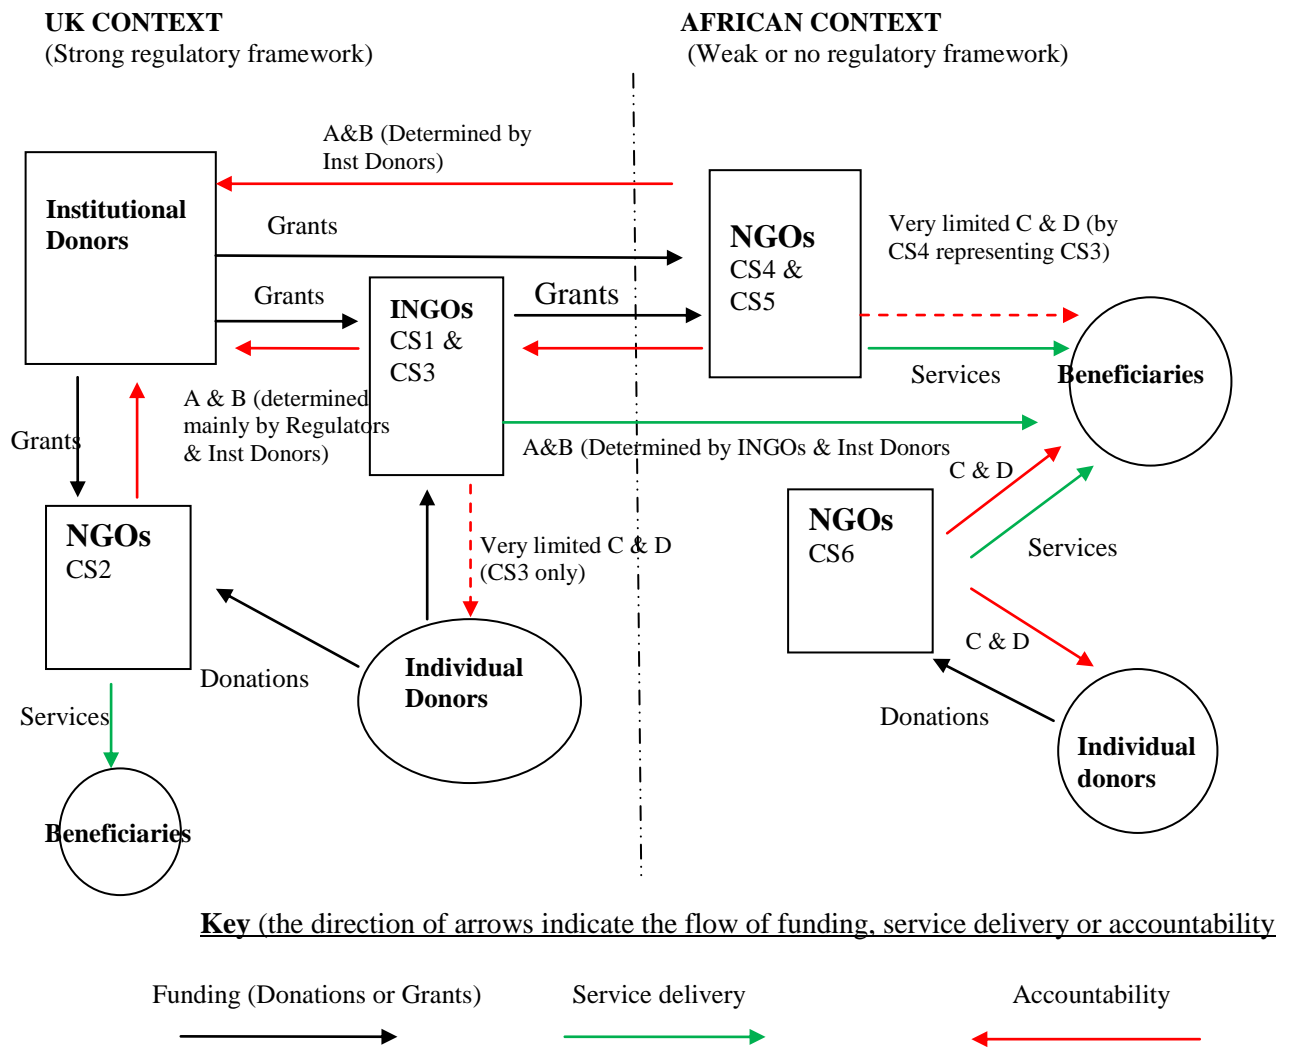 UK CONTEXT
(Strong regulatory framework)
AFRICAN CONTEXT
(Weak or no regulatory framework)
A&B (Determined by
Inst Donors)
Institutional
Donors
Grants
Grants
INGOs
CS1 &
CS3
Grants
NGOs
CS4 &
CS5
Very limited C & D (by
CS4 representing CS3)
Services
Beneficiaries
Grants
A & B (determined
mainly by Regulators
& Inst Donors)
A&B (Determined by INGOs & Inst Donors
C & D
NGOs
CS2
Very limited C & D
(CS3 only)
NGOs
CS6
Services
C & D
Donations
Individual
Donors
Donations
Individual
donors
Services
Beneficiaries
Key (the direction of arrows indicate the flow of funding, service delivery or accountability
Funding (Donations or Grants)
Service delivery
Accountability